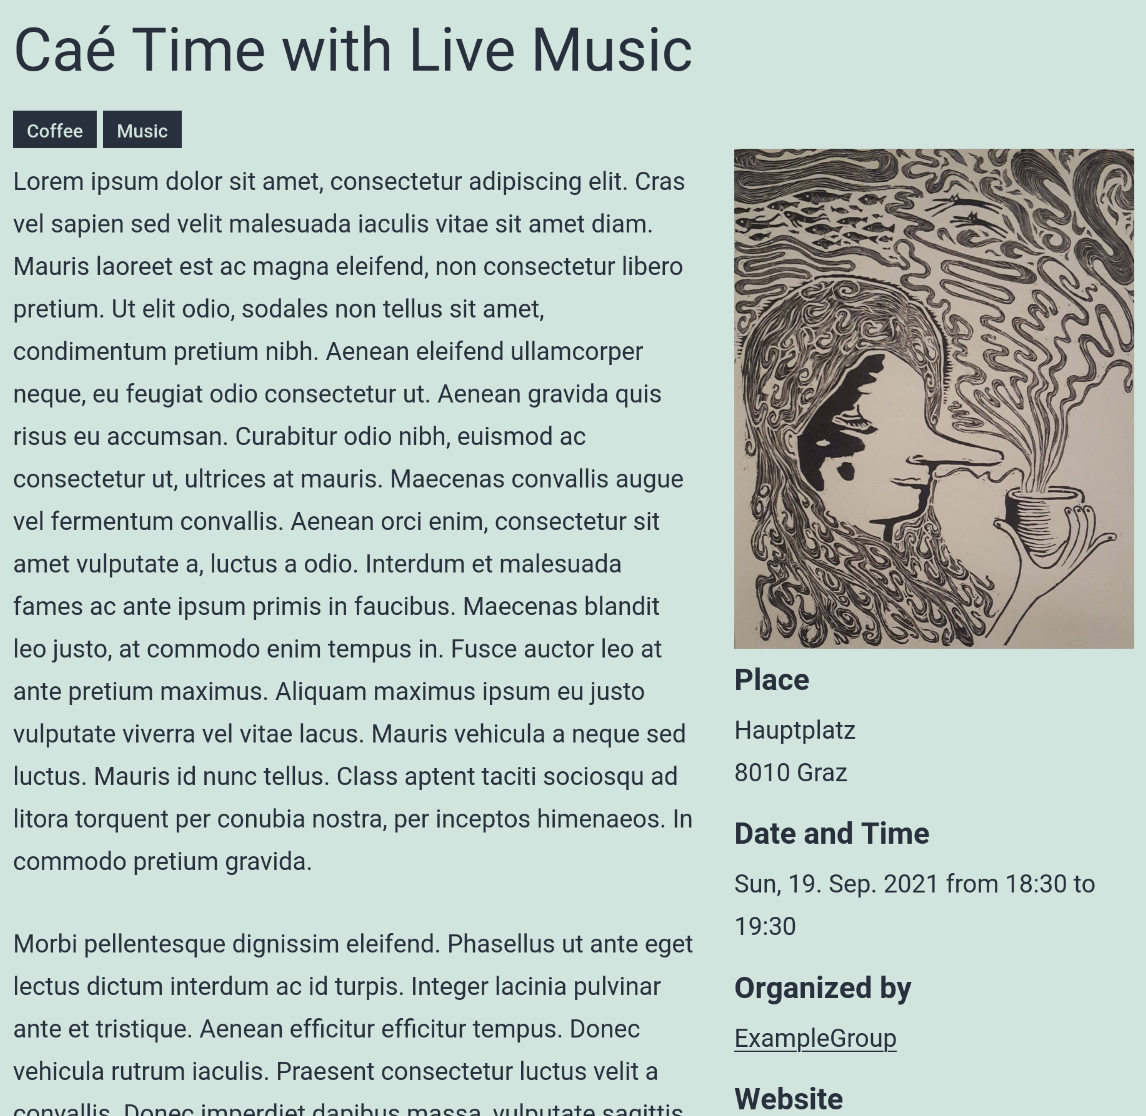 Caé Time with Live Music
Coffee
Music
Lorem ipsum dolor sit amet, consectetur adipiscing elit. Cras
vel sapien sed velit malesuada iaculis vitae sit amet diam.
Mauris laoreet est ac magna eleifend, non consectetur libero
pretium. Ut elit odio, sodales non tellus sit amet,
condimentum pretium nibh. Aenean eleifend ullamcorper
neque, eu feugiat odio consectetur ut. Aenean gravida quis
risus eu accumsan. Curabitur odio nibh, euismod ac
consectetur ut, ultrices at mauris. Maecenas convallis augue
vel fermentum convallis. Aenean orci enim, consectetur sit
amet vulputate a, luctus a odio. Interdum et malesuada
fames ac ante ipsum primis in faucibus. Maecenas blandit
leo justo, at commodo enim tempus in. Fusce auctor leo at
ante pretium maximus. Aliquam maximus ipsum eu justo
vulputate viverra vel vitae lacus. Mauris vehicula a neque sed
luctus. Mauris id nunc tellus. Class aptent taciti sociosqu ad
litora torquent per conubia nostra, per inceptos himenaeos. In
commodo pretium gravida.
Morbi pellentesque dignissim eleifend. Phasellus ut ante eget
lectus dictum interdum ac id turpis. Integer lacinia pulvinar
ante et tristique. Aenean efficitur efficitur tempus. Donec
vehicula rutrum iaculis. Praesent consectetur luctus velit a
convallis. Donec imperdiet dapibus massa, vulputate sagittis
Place
Hauptplatz
8010 Graz
Date and Time
Sun, 19. Sep. 2021 from 18:30 to
19:30
Organized by
ExampleGroup
Website